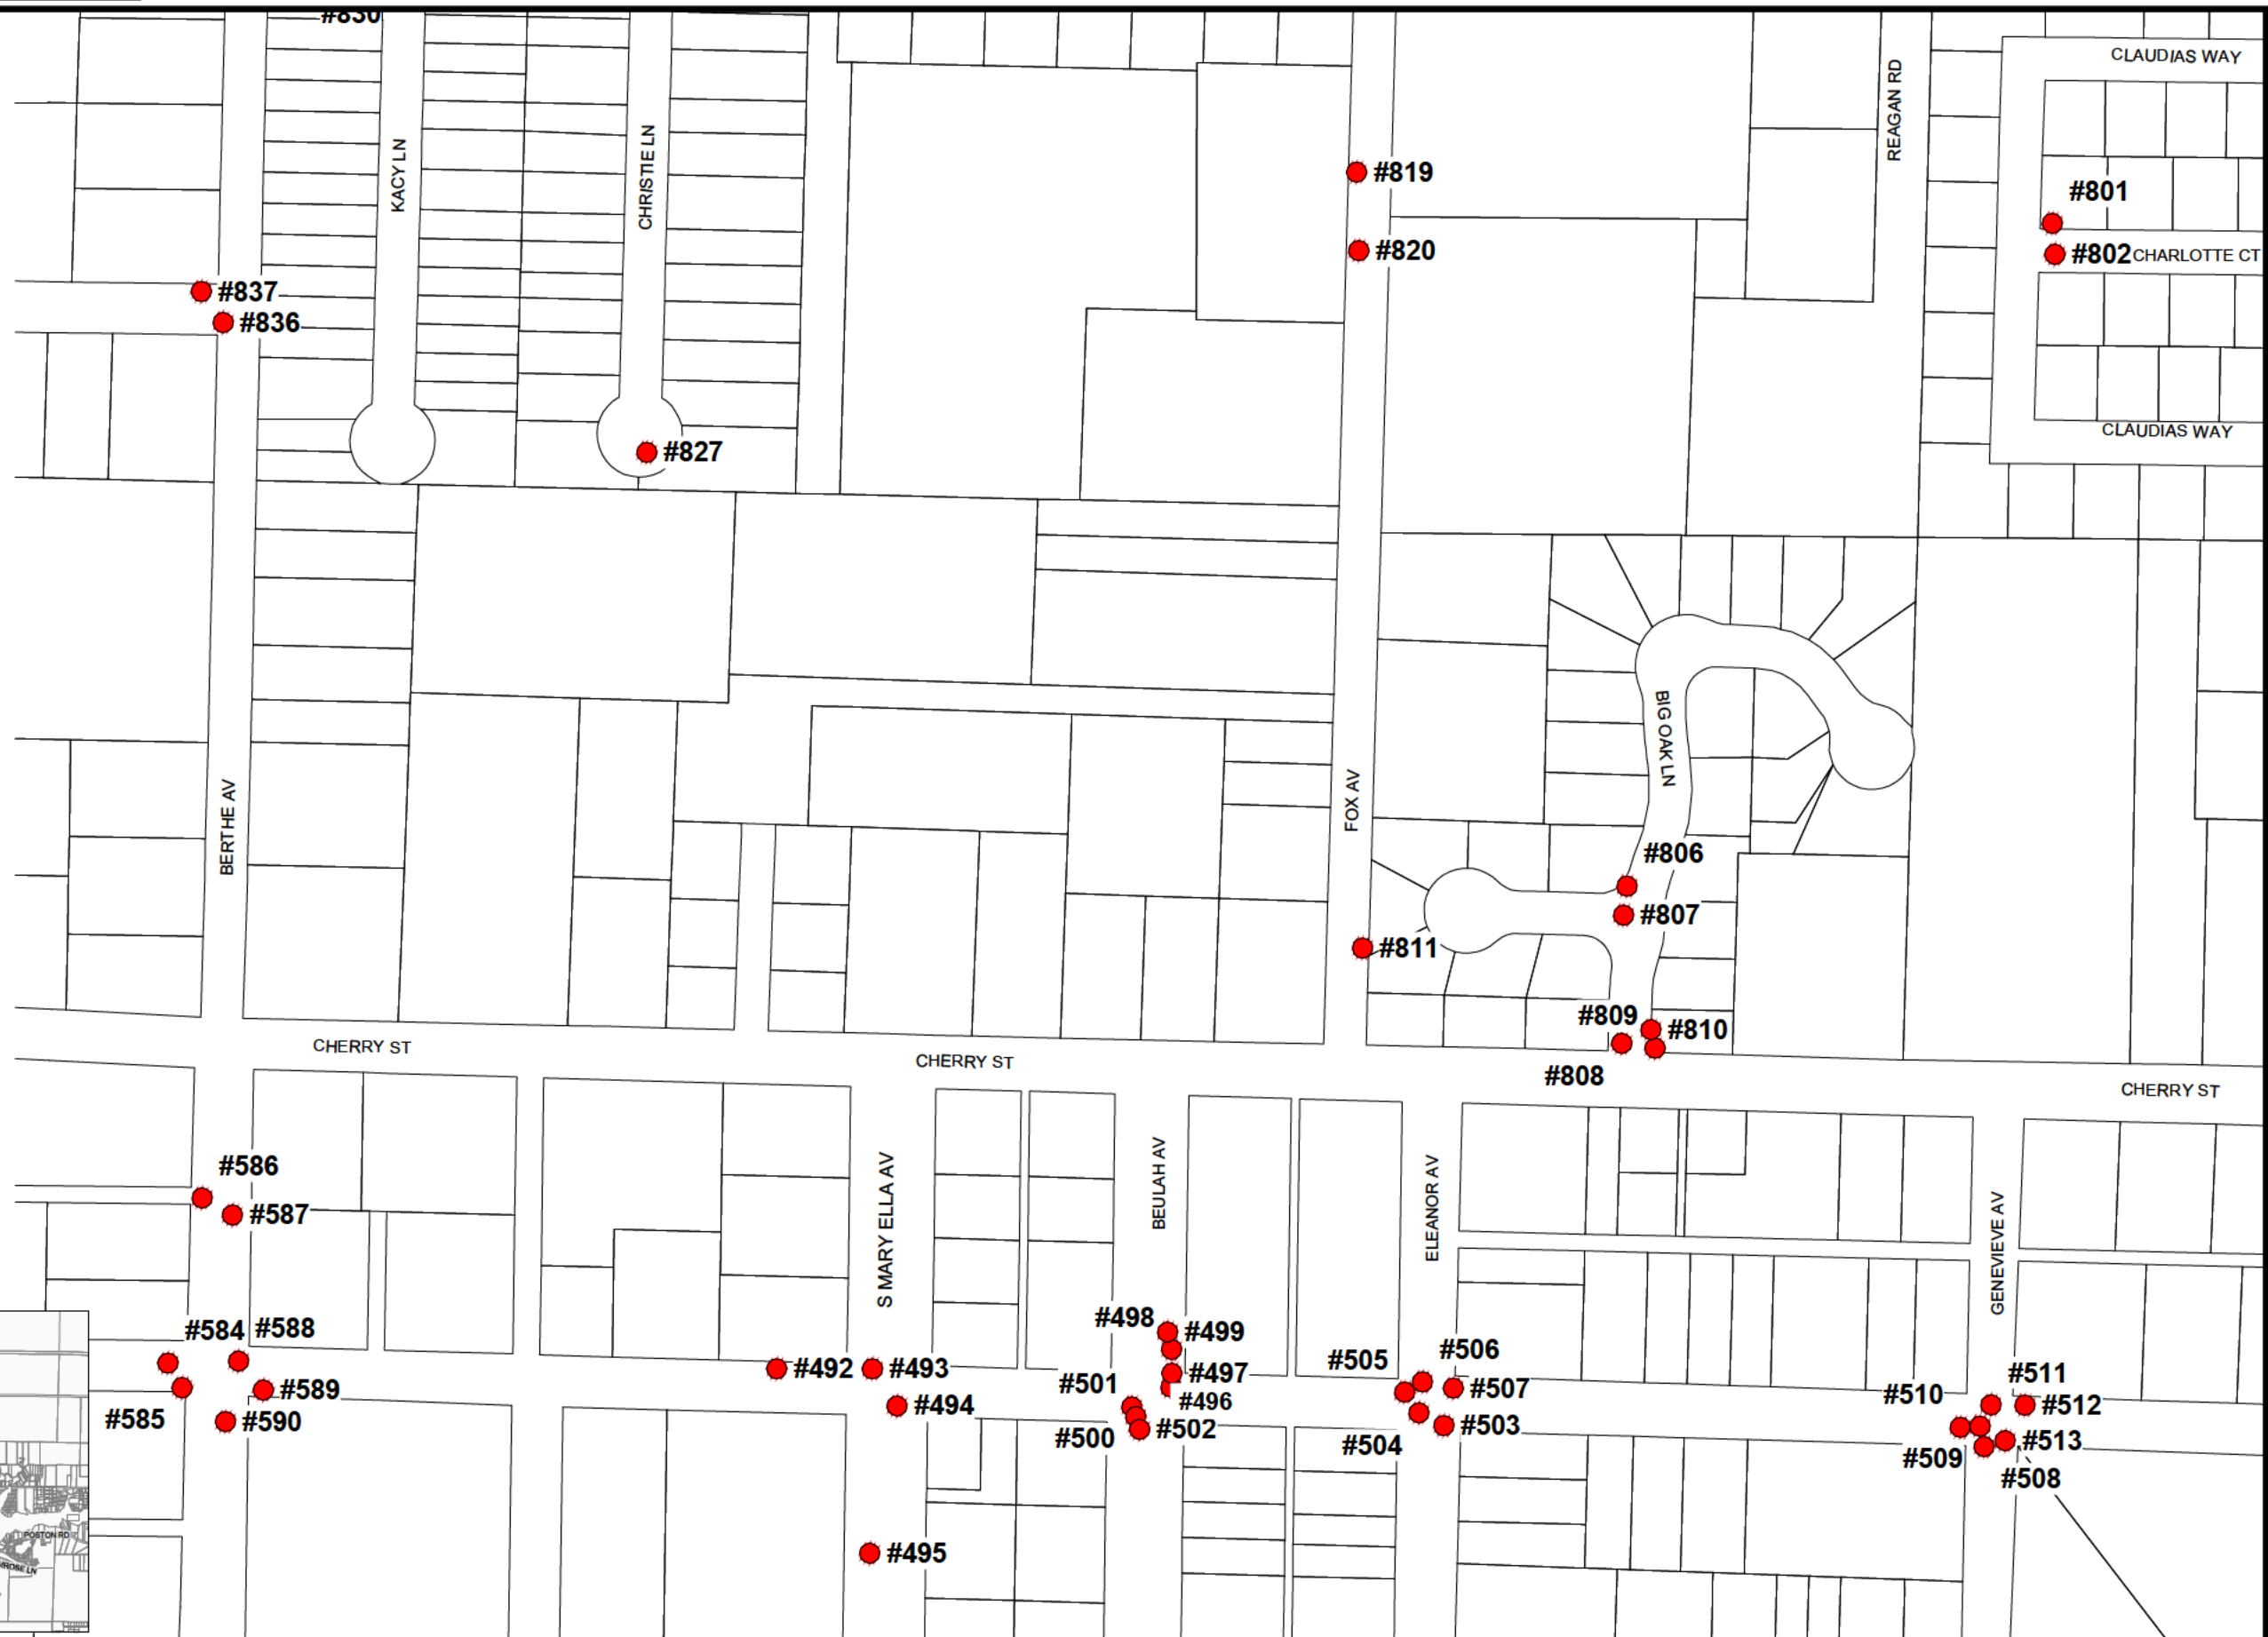 #830
CLAUDIAS WAY
REAGAN RD
KACY LN
CHRISTIE LN
#819
#801
#820
#802
CHARLOTTE CT
#837
#836
CLAUDIAS WAY
#827
BIG OAK LN
FOX AV
BERTHE AV
#806
#807
#811
#809
#810
CHERRY ST
CHERRY ST
#808
CHERRY ST
#586
#587
BEULAH AV
S MARY ELLA AV
ELEANOR AV
GENEVIEVE AV
#584
#588
#498
#499
#505
#506
#492
#493
#497
#501
#496
#507
#511
#510
#512
#589
#494
#585
#590
#500
#502
#504
#503
#509
#513
#508
POSTON RD
#495